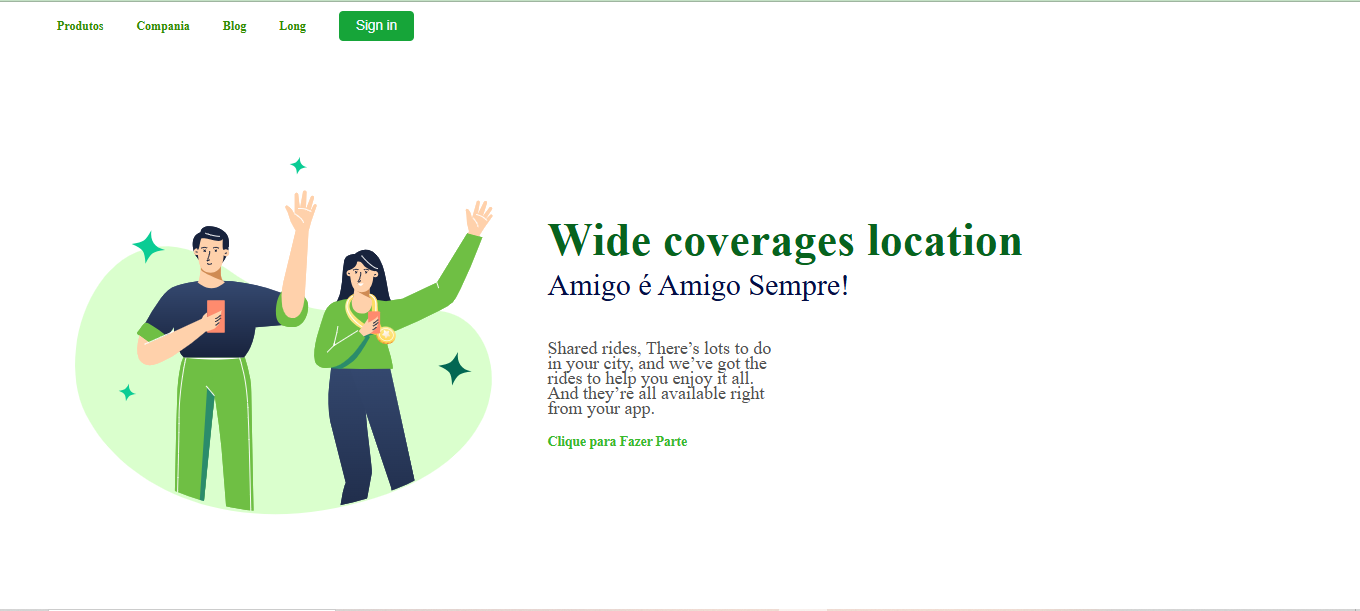 Produtos Compania Blog Long Sign in
Wide coverages location
Amigo é Amigo Sempre!
Shared rides, There’s lots to do
in your city, and we’ve got the
rides to help you enjoy it all.
And they’re all available right
from your app.
Clique para Fazer Parte